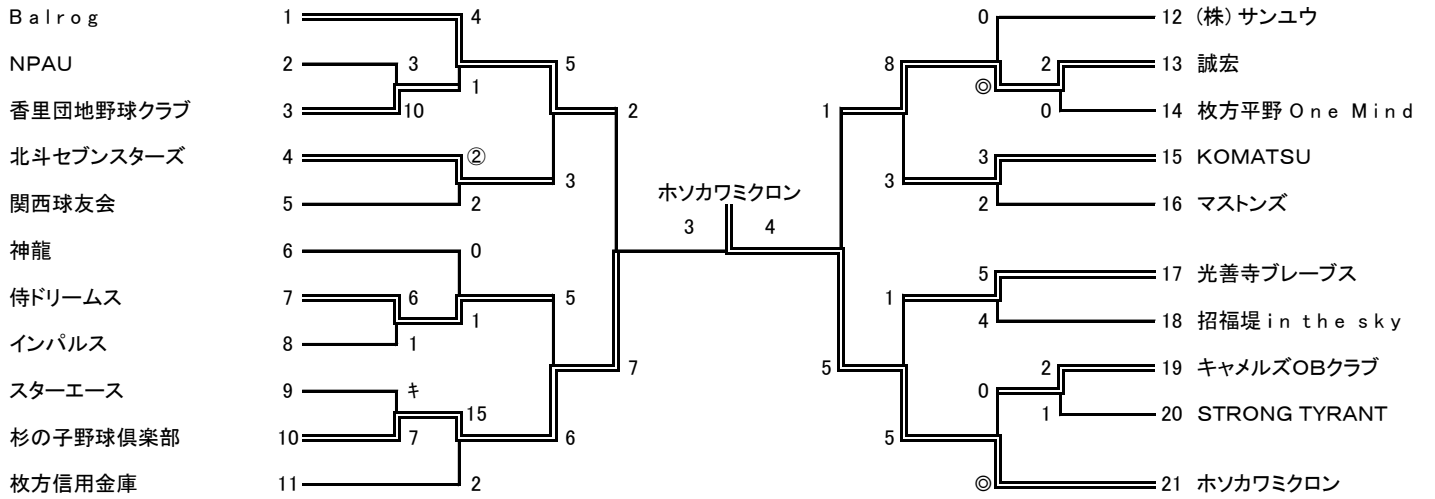 Balrog 1 4 0 12 (株)サンユウ
NPAU 2 3 5 8 2 13 誠宏
1 ◎
香里団地野球クラブ 3 10 2 1 0 14 枚方平野 One Mind
北斗セブンスターズ 4 ② 3 15 KOMATSU
3 3
ホソカワミクロン
関西球友会 5 2 2 16 マストンズ
3 4
神龍 6 0
5 17 光善寺ブレーブス
侍ドリームス 7 6 5 1
1 4 18 招福堤 in the sky
インパルス 8 1
7 5 2 19 キャメルズOBクラブ
スターエース 9 キ 0
15 1 20 STRONG TYRANT
杉の子野球倶楽部 10 7 6 5
枚方信用金庫 11 2 ◎ 21 ホソカワミクロン